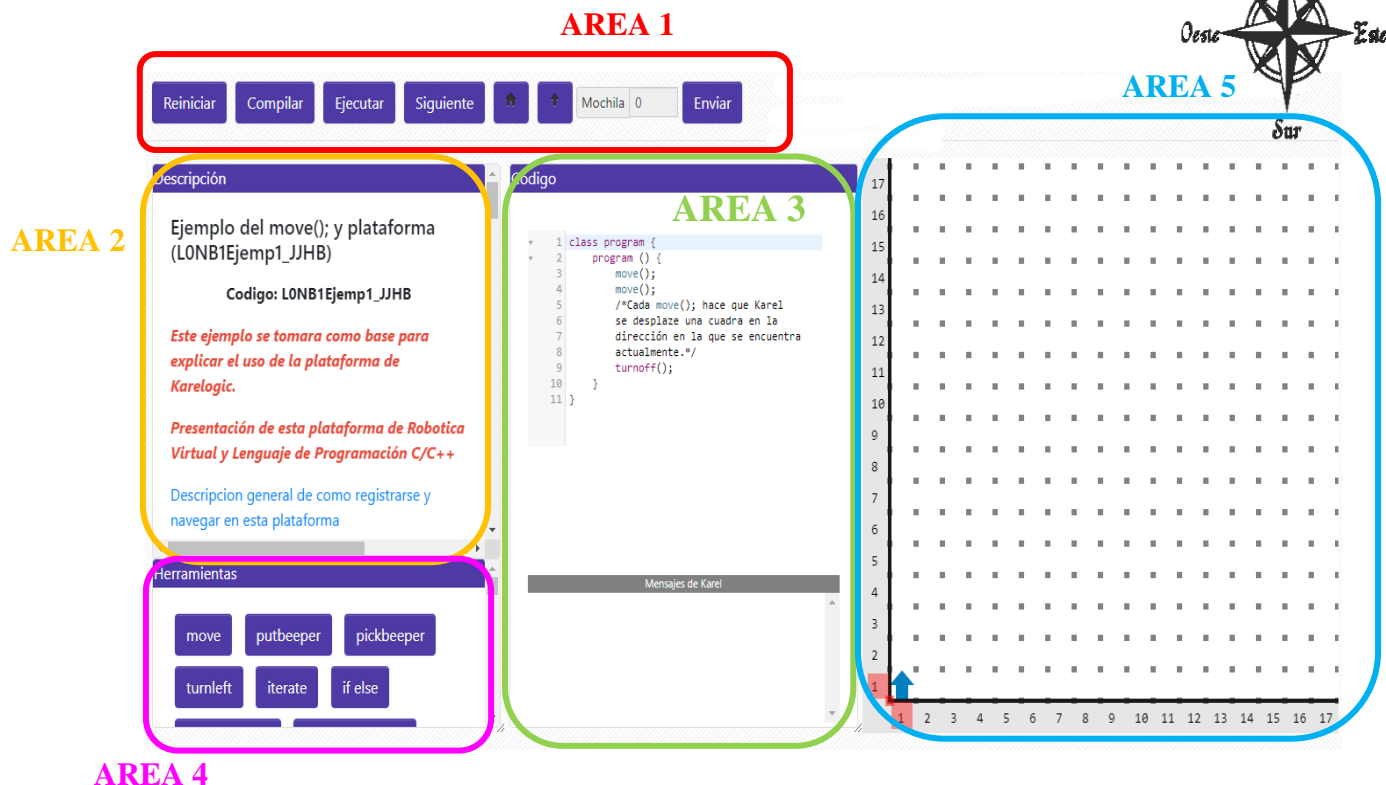 AREA 1
Oeste
Este
AREA 5
Sur
Reiniciar Compilar Ejecutar Siguiente Mochila 0 Enviar
AREA 2
Descripción
Ejemplo del move(); y plataforma
(L0NB1Ejemp1_JJHB)
Codigo: L0NB1Ejemp1_JJHB
Este ejemplo se tomara como base para
explicar el uso de la plataforma de
Karelogic.
Presentación de esta plataforma de Robotica
Virtual y Lenguaje de Programación C/C++
Descripcion general de como registrarse y
navegar en esta plataforma
Código
AREA 3
1 class program {
2 program () {
3 move();
4 move();
5 /*Cada move(); hace que Karel
6 se desplaze una cuadra en la
7 dirección en la que se encuentra
8 actualmente.*/
9 turnoff();
10 }
11 }
Mensajes de Karel
Herramientas
move putbeeper pickbeeper
turnleft iterate if else
AREA 4
17
16
15
14
13
12
11
10
9
8
7
6
5
4
3
2
1
1 2 3 4 5 6 7 8 9 10 11 12 13 14 15 16 17